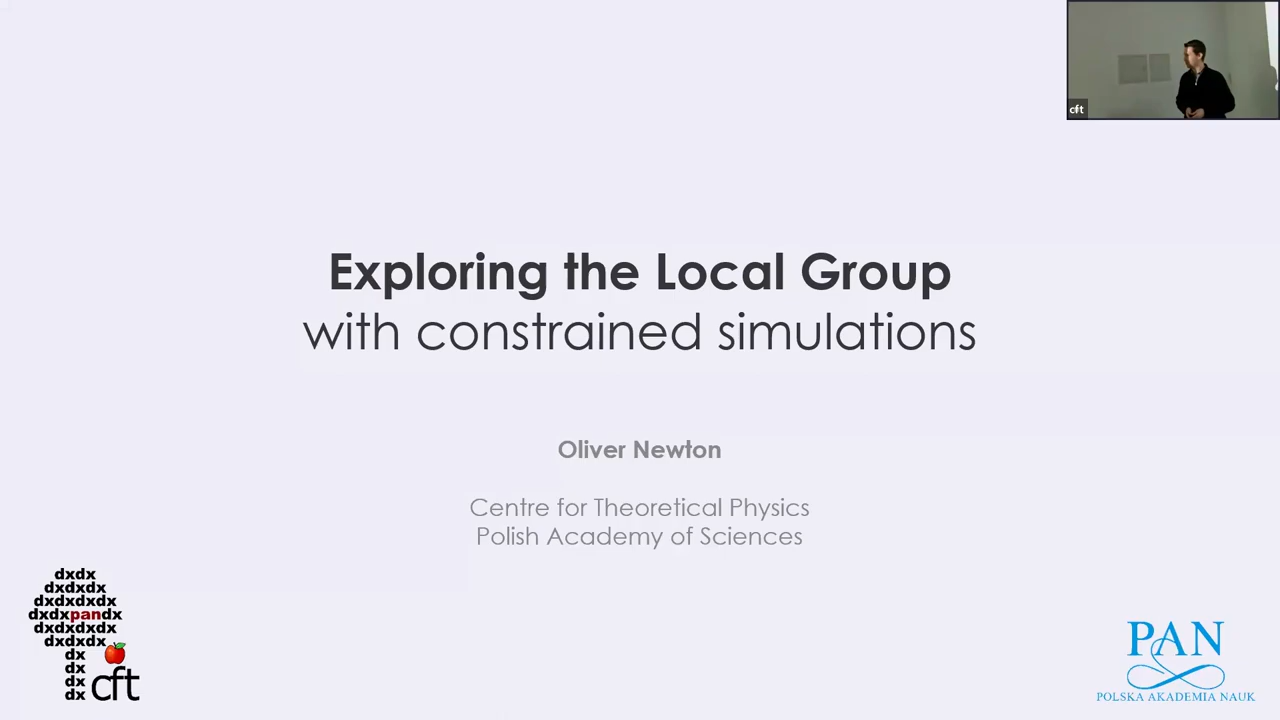 cft
Exploring the Local Group
with constrained simulations
Oliver Newton
Centre for Theoretical Physics
Polish Academy of Sciences
dxdx
dxdxdx
dxdxdxdx
dxdxpandx
dxdxdxdx
dxdxdx
dx
dx
dx
dx
cft
PAN
POLSKA AKADEMIA NAUK